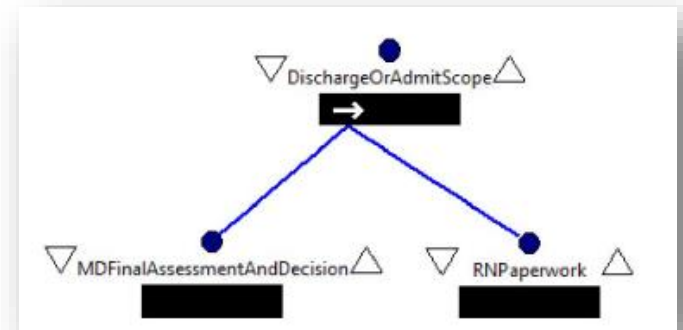 DischargeOrAdmitScope
MDFinalAssessmentAndDecision
RNPaperwork